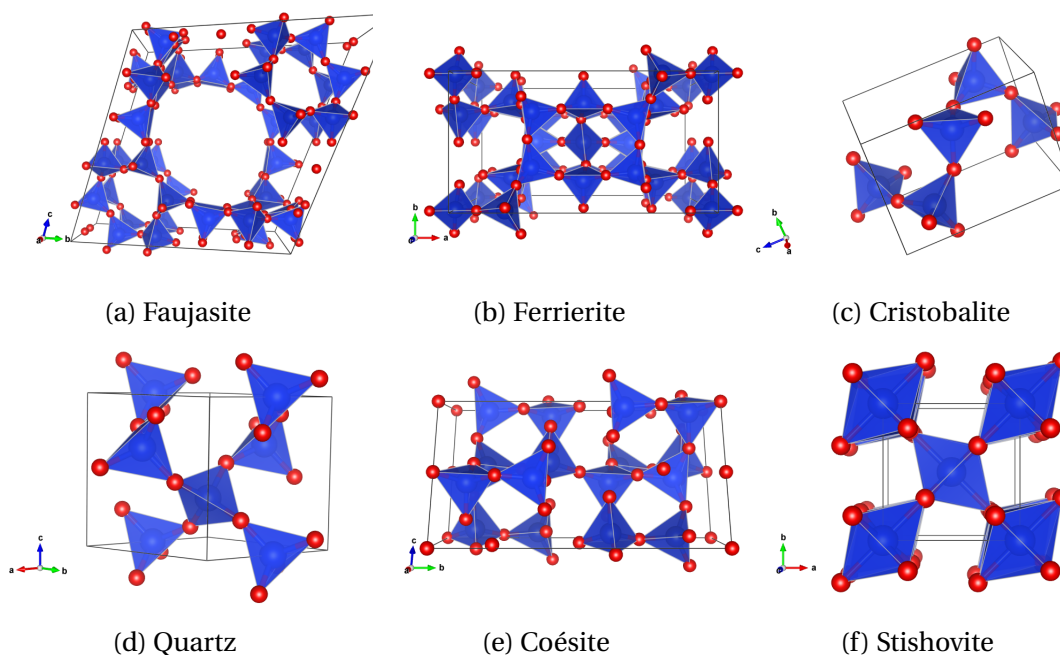 c
a
b
(a) Faujasite
b
c
a
(b) Ferrierite
b
c
a
(c) Cristobalite
c
a
b
(d) Quartz
c
a
b
(e) Coésite
b
c
a
(f) Stishovite